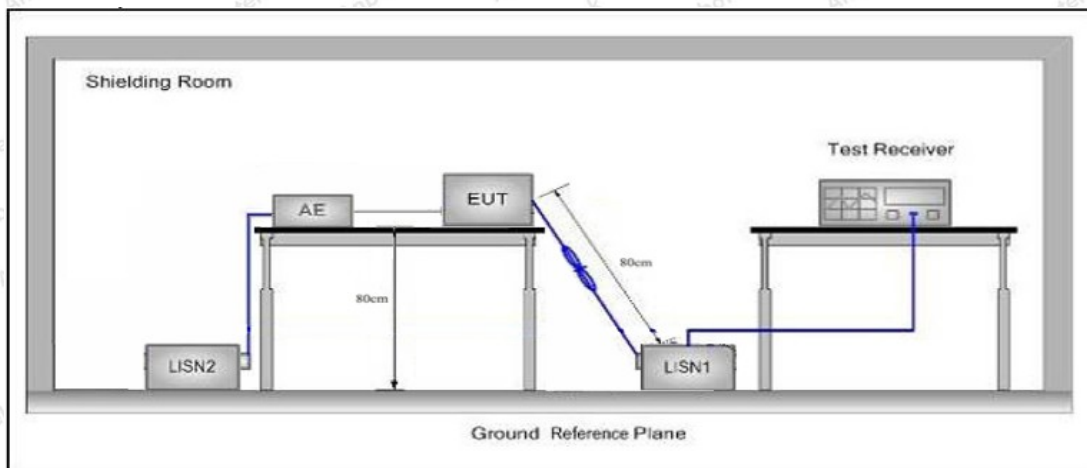 Shielding Room
Test Receiver
AE
EUT
80cm
80cm
LISN2
LISN1
Ground Reference Plane